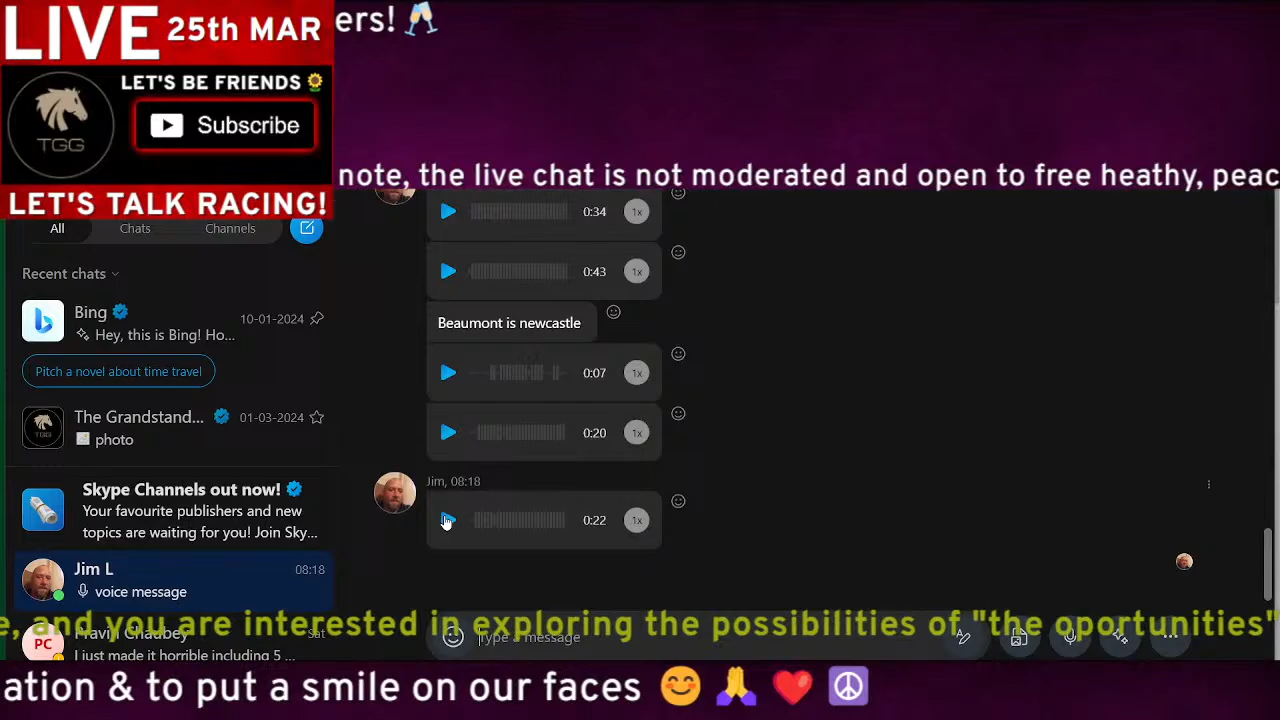 LIVE 25th MAR
ers! 🥂
LET'S BE FRIENDS 🌻
TGG
Subscribe
note, the live chat is not moderated and open to free heathy, peac
LET'S TALK RACING!
All Chats Channels
0:34 1x
Recent chats
0:43 1x
Bing 10-01-2024
Hey, this is Bing! Ho...
Pitch a novel about time travel
Beaumont is newcastle
0:07 1x
The Grandstand... 01-03-2024
photo
0:20 1x
Skype Channels out now!
Your favourite publishers and new
topics are waiting for you! Join Sky...
Jim, 08:18
0:22 1x
Jim L 08:18
voice message
e, and you are interested in exploring the possibilities of "the oportunities"
PC Pravin Chaubey Sat
I just made it horrible including 5 ...
Type a message
ation & to put a smile on our faces 😊 🙏 ❤️ ☮️